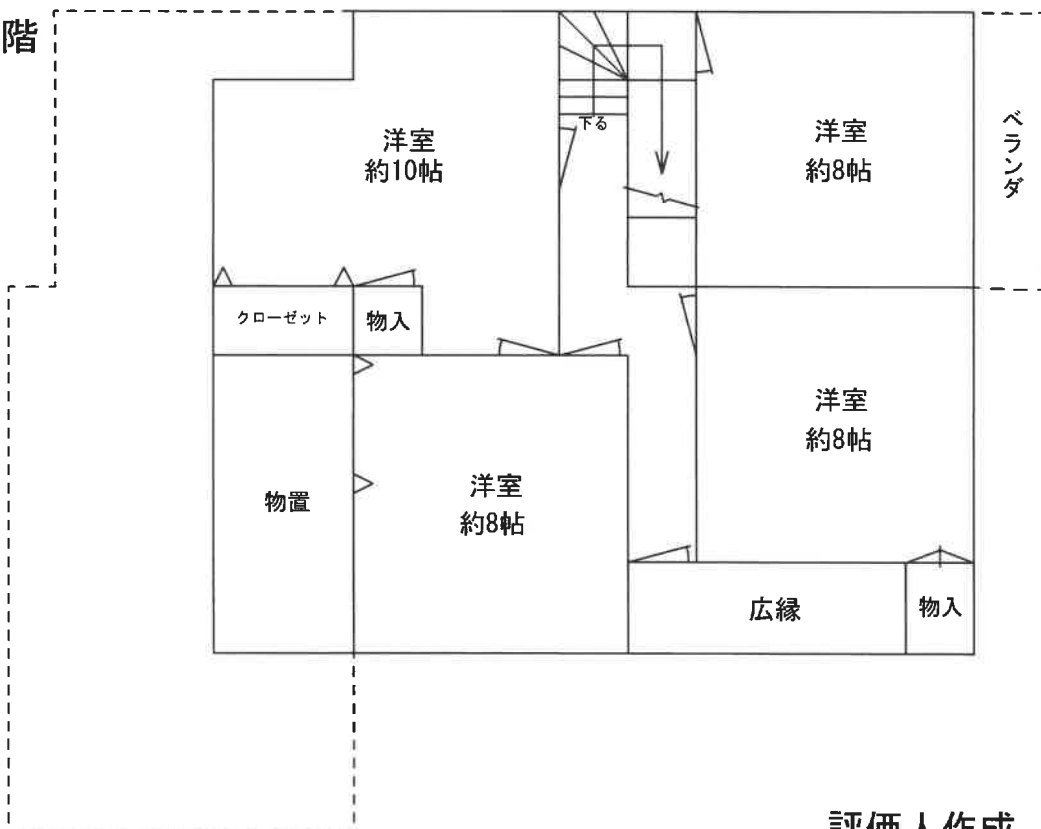 階
洋室
約10帖
下る
洋室
約8帖
ベランダ
クローゼット
物入
洋室
約8帖
物置
洋室
約8帖
広縁
物入
評価人作成